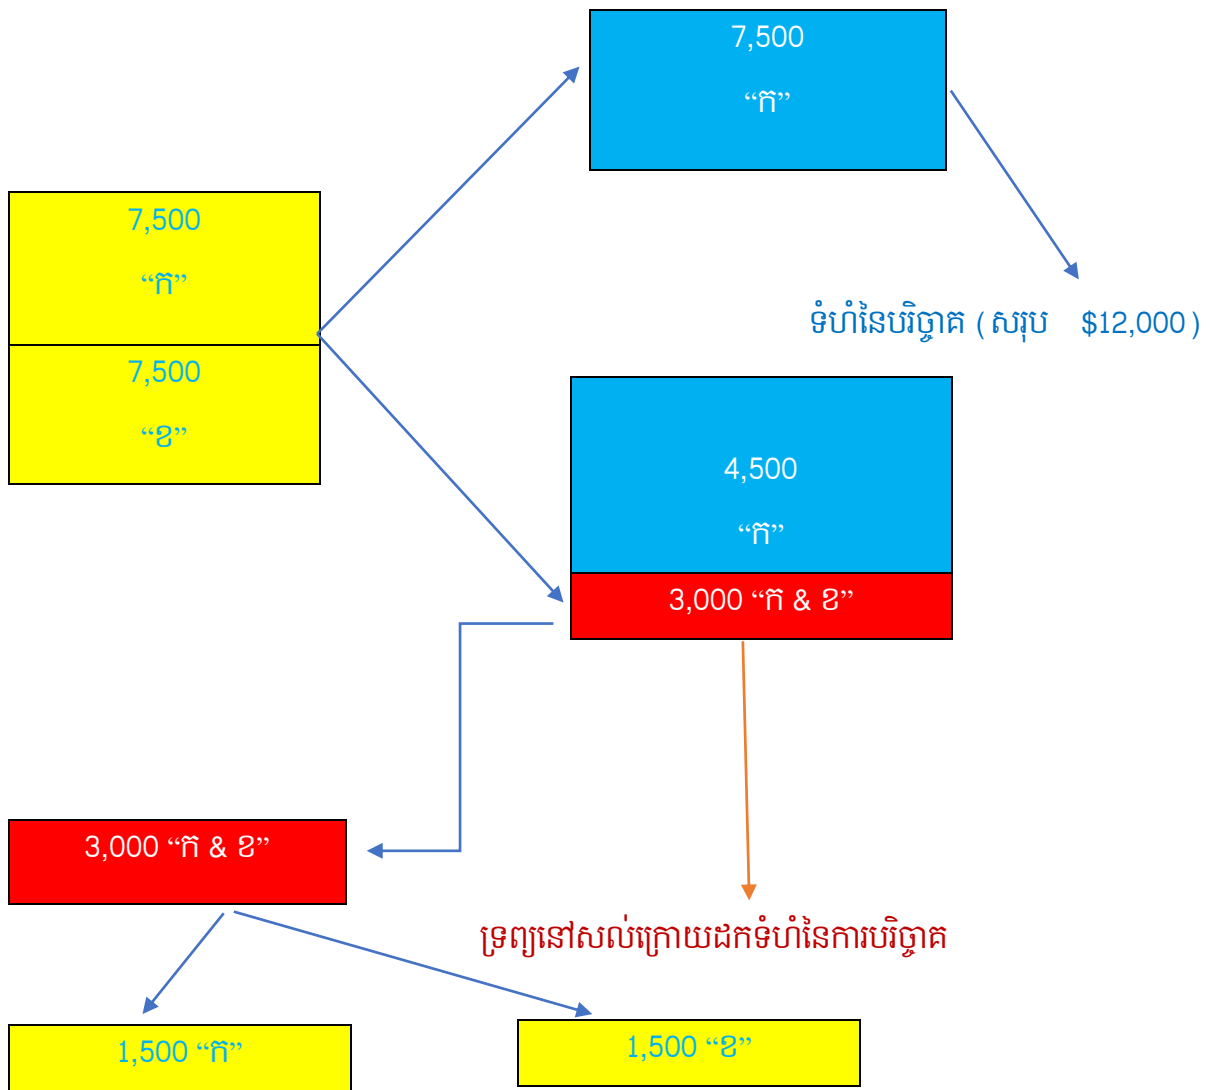 7,500
“ក”
7,500
“ក”
7,500
“ខ”
ទំហំនៃបរិច្ចាគ (សរុប $12,000)
4,500
“ក”
3,000 “ក & ខ”
3,000 “ក & ខ”
ទ្រព្យនៅសល់ក្រោយដកទំហំនៃការបរិច្ចាគ
1,500 “ក”
1,500 “ខ”